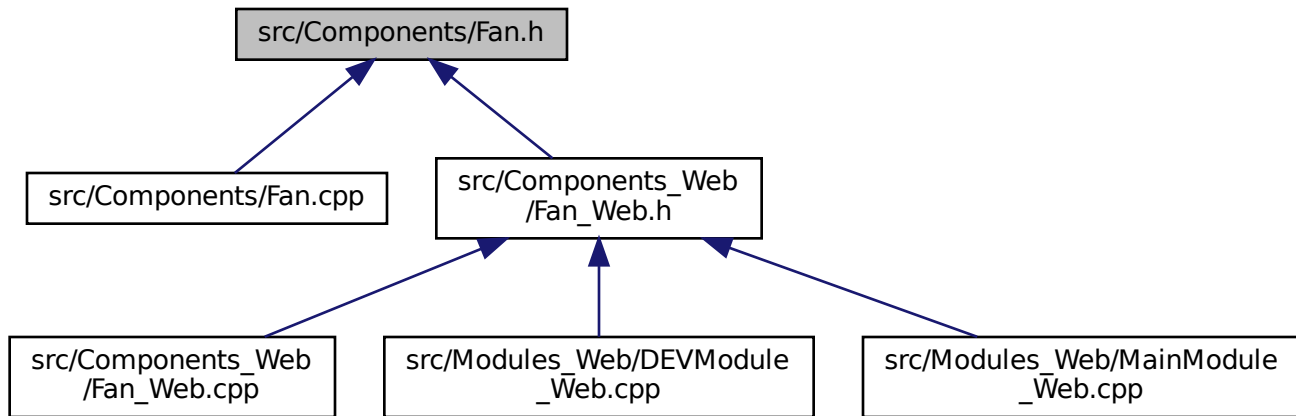 src/Components/Fan.h
src/Components/Fan.cpp
src/Components_Web
/Fan_Web.h
src/Components_Web
/Fan_Web.cpp
src/Modules_Web/DEVModule
_Web.cpp
src/Modules_Web/MainModule
_Web.cpp